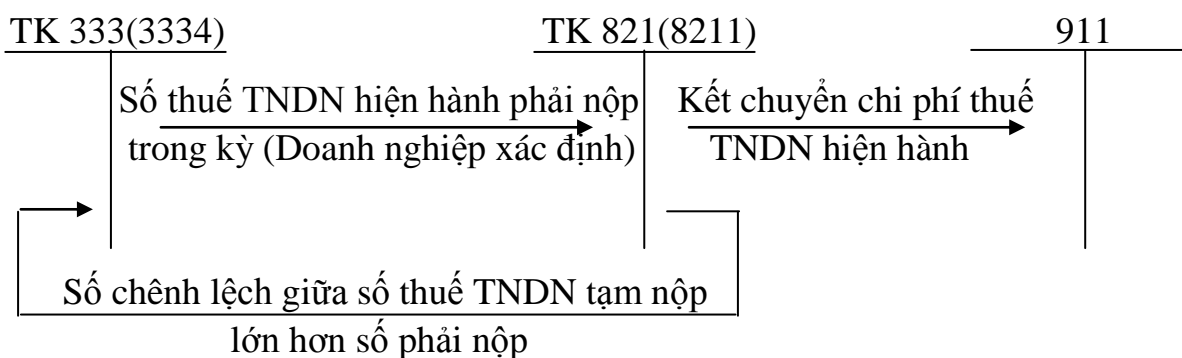 TK 333(3334) TK 821(8211) 911
Số thuế TNDN hiện hành phải nộp Kết chuyển chi phí thuế
trong kỳ (Doanh nghiệp xác định) TNDN hiện hành
Số chênh lệch giữa số thuế TNDN tạm nộp
lớn hơn số phải nộp